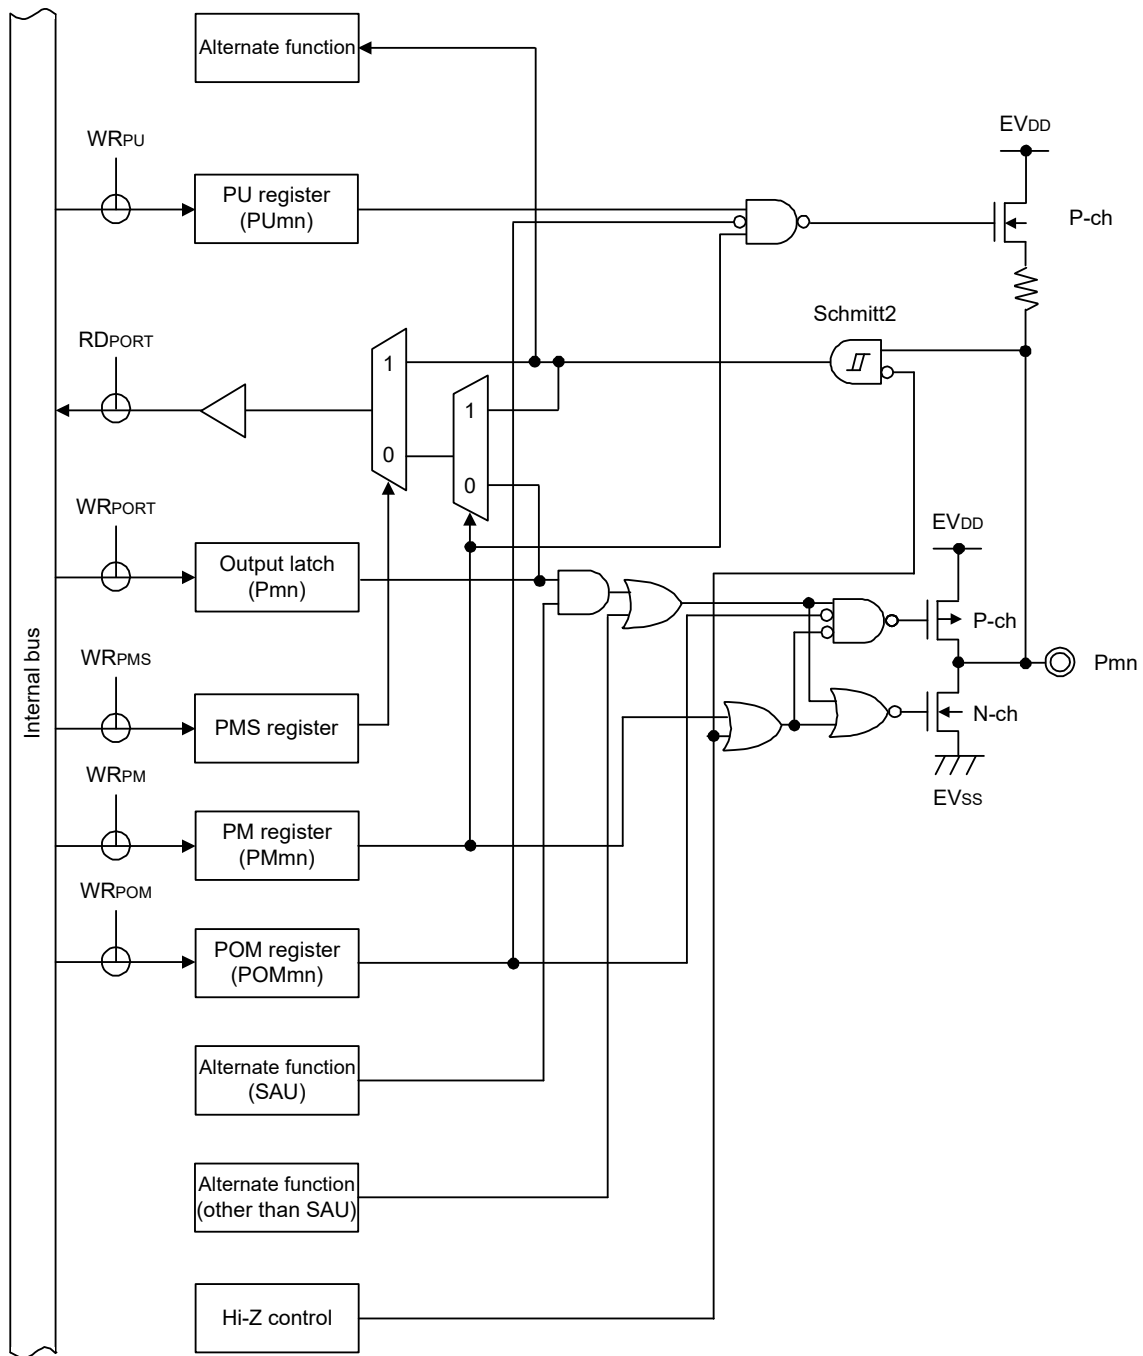 Alternate function
WRPU
EVDD
PU register
(PUmn)
P-ch
RDPORT
Schmitt2
1
0
1
0
WRPORT
EVDD
Output latch
(Pmn)
P-ch
Pmn
Internal bus
WRPMS
PMS register
N-ch
EVSS
WRPM
PM register
(PMmn)
WRPOM
POM register
(POMmn)
Alternate function
(SAU)
Alternate function
(other than SAU)
Hi-Z control